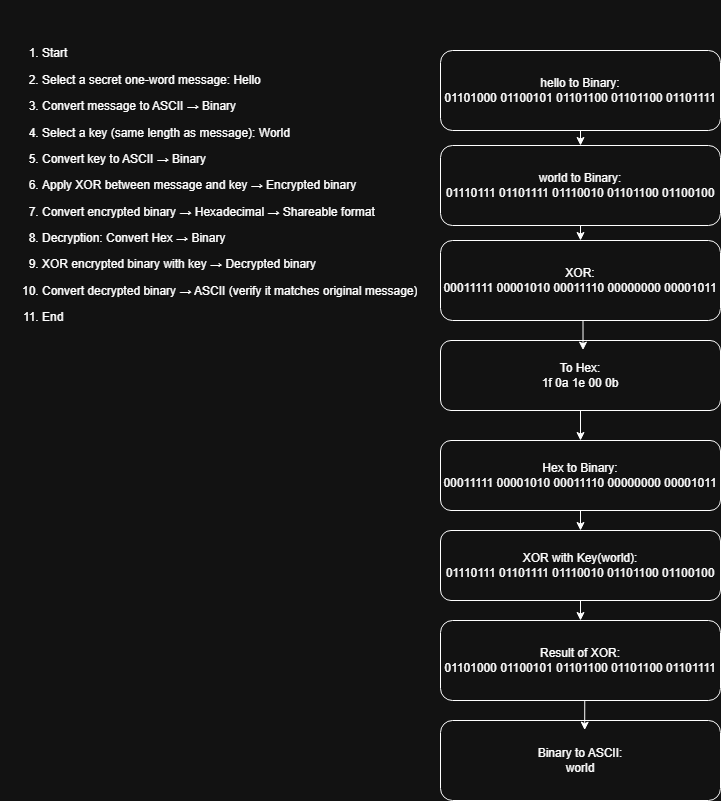 1. Start
2. Select a secret one-word message: Hello
3. Convert message to ASCII → Binary
4. Select a key (same length as message): World
5. Convert key to ASCII → Binary
6. Apply XOR between message and key → Encrypted binary
7. Convert encrypted binary → Hexadecimal → Shareable format
8. Decryption: Convert Hex → Binary
9. XOR encrypted binary with key → Decrypted binary
10. Convert decrypted binary → ASCII (verify it matches original message)
11. End
hello to Binary:
01101000 01100101 01101100 01101100 01101111
world to Binary:
01110111 01101111 01110010 01101100 01100100
XOR:
00011111 00001010 00011110 00000000 00001011
To Hex:
1f 0a 1e 00 0b
Hex to Binary:
00011111 00001010 00011110 00000000 00001011
XOR with Key(world):
01110111 01101111 01110010 01101100 01100100
Result of XOR:
01101000 01100101 01101100 01101100 01101111
Binary to ASCII:
world